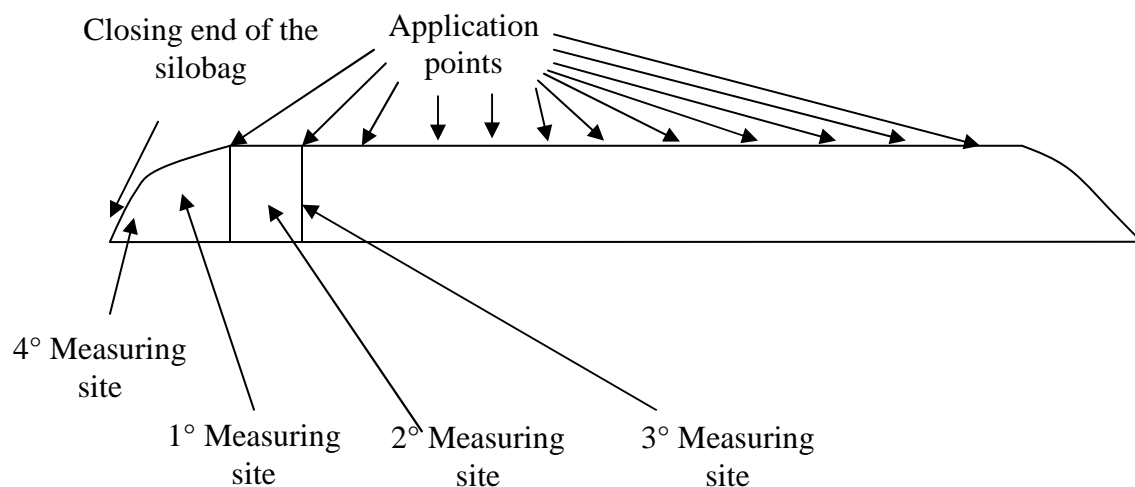 Closing end of the
silobag
Application
points
4° Measuring
site
1° Measuring
site
2° Measuring
site
3° Measuring
site